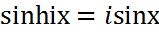 sinhix = isinx